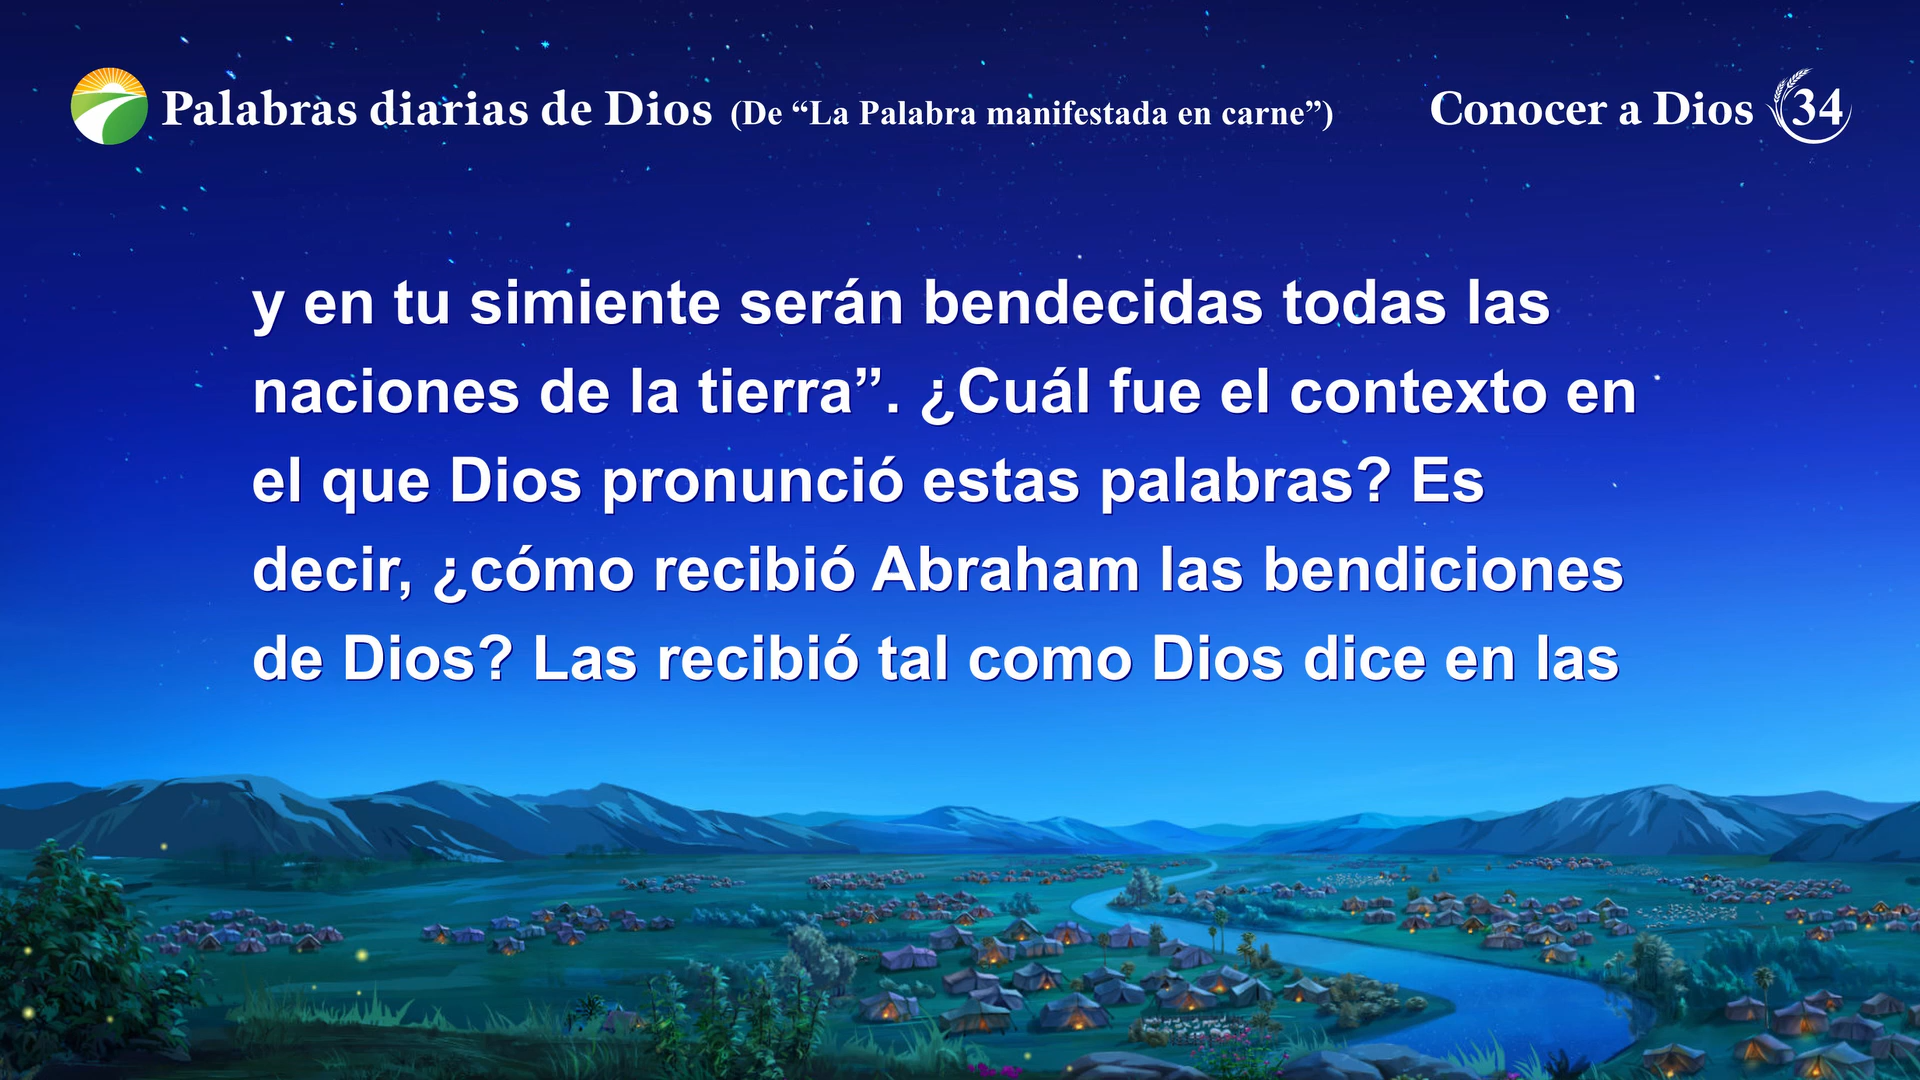 Palabras diarias de Dios (De “La Palabra manifestada en carne”) Conocer a Dios 34
y en tu simiente serán bendecidas todas las
naciones de la tierra”. ¿Cuál fue el contexto en
el que Dios pronunció estas palabras? Es
decir, ¿cómo recibió Abraham las bendiciones
de Dios? Las recibió tal como Dios dice en las